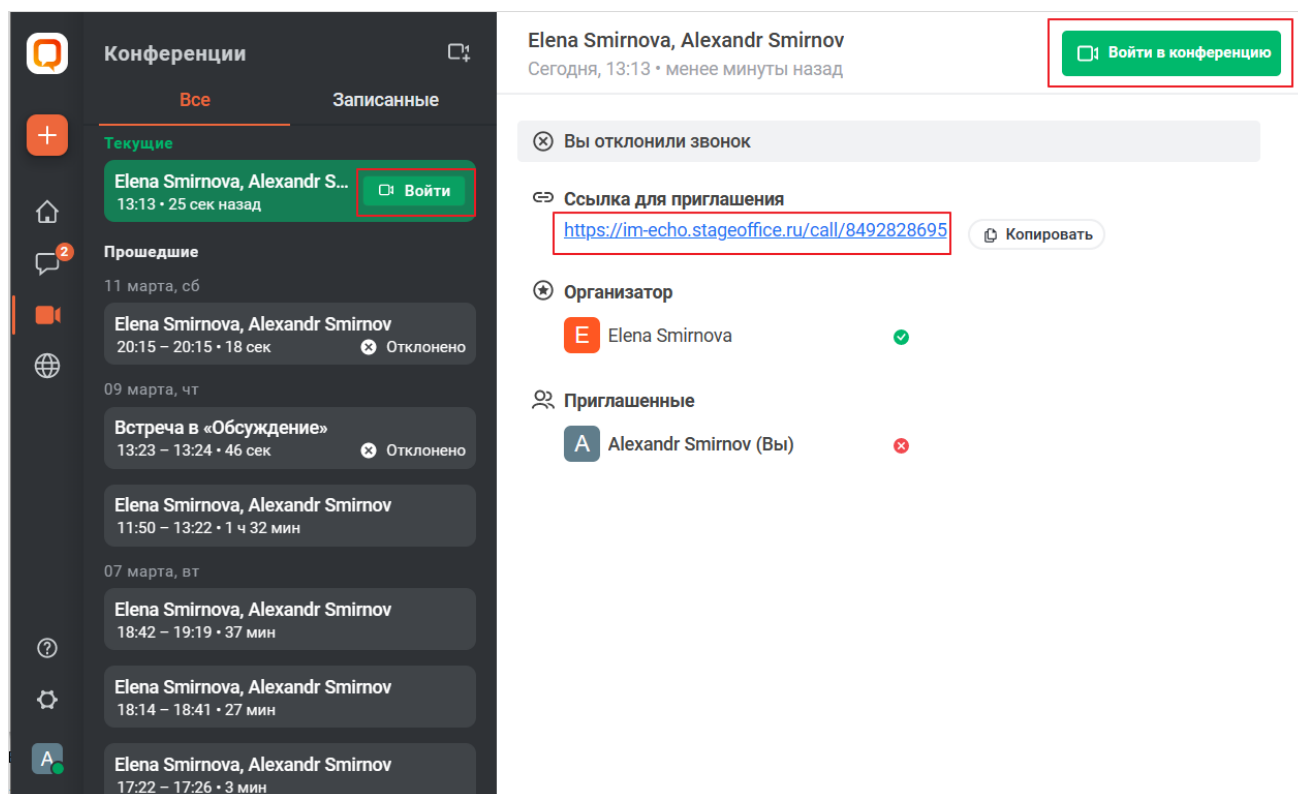 Конференции
Все
Записанные
Текущие
Elena Smirnova, Alexandr S...
13:13 • 25 сек назад
Войти
Прошедшие
11 марта, сб
Elena Smirnova, Alexandr Smirnov
20:15 – 20:15 • 18 сек
Отклонено
09 марта, чт
Встреча в «Обсуждение»
13:23 – 13:24 • 46 сек
Отклонено
Elena Smirnova, Alexandr Smirnov
11:50 – 13:22 • 1 ч 32 мин
07 марта, вт
Elena Smirnova, Alexandr Smirnov
18:42 – 19:19 • 37 мин
Elena Smirnova, Alexandr Smirnov
18:14 – 18:41 • 27 мин
Elena Smirnova, Alexandr Smirnov
17:22 – 17:26 • 3 мин
2
A
Elena Smirnova, Alexandr Smirnov
Сегодня, 13:13 • менее минуты назад
Войти в конференцию
Вы отклонили звонок
Ссылка для приглашения
https://im-echo.stageoffice.ru/call/8492828695
Копировать
Организатор
E
Elena Smirnova
Приглашенные
A
Alexandr Smirnov (Вы)